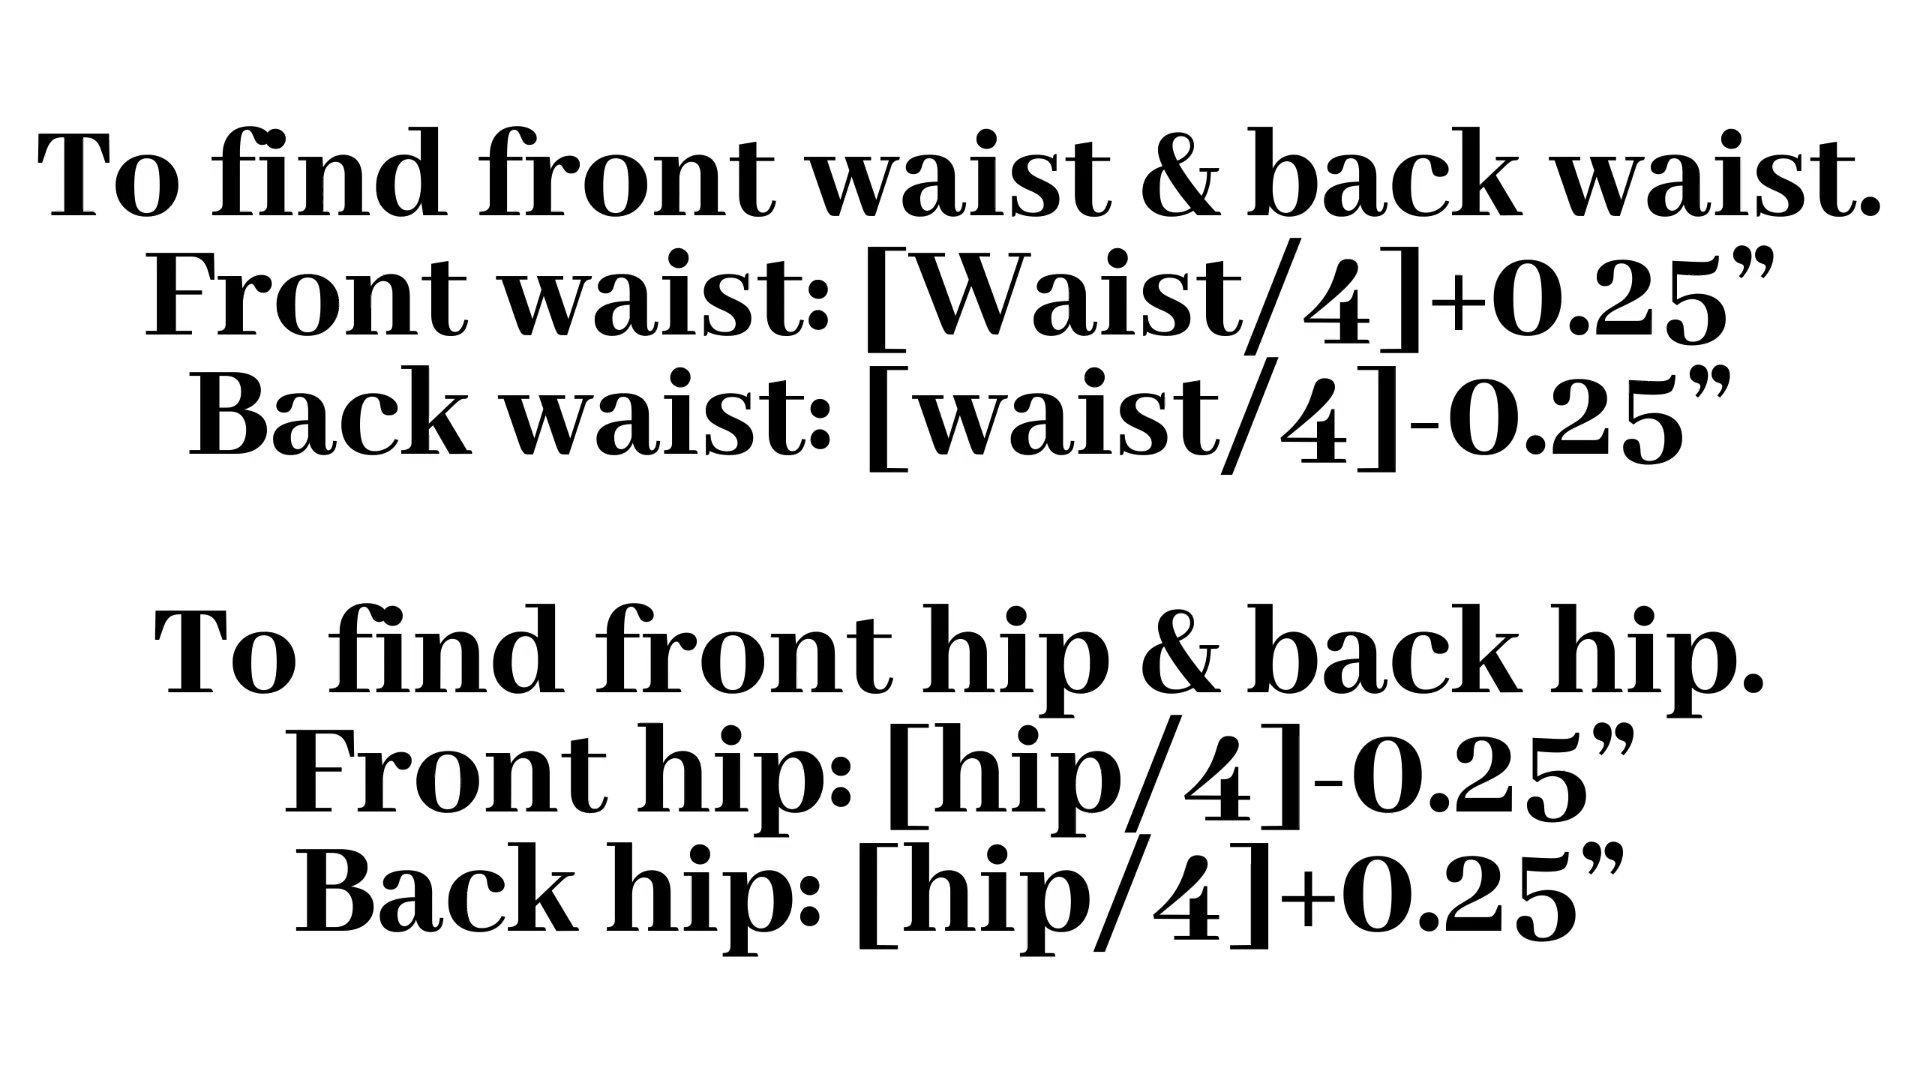 To find front waist & back waist.
Front waist: [Waist/4]+0.25”
Back waist: [waist/4]-0.25”
To find front hip & back hip.
Front hip: [hip/4]-0.25”
Back hip: [hip/4]+0.25”